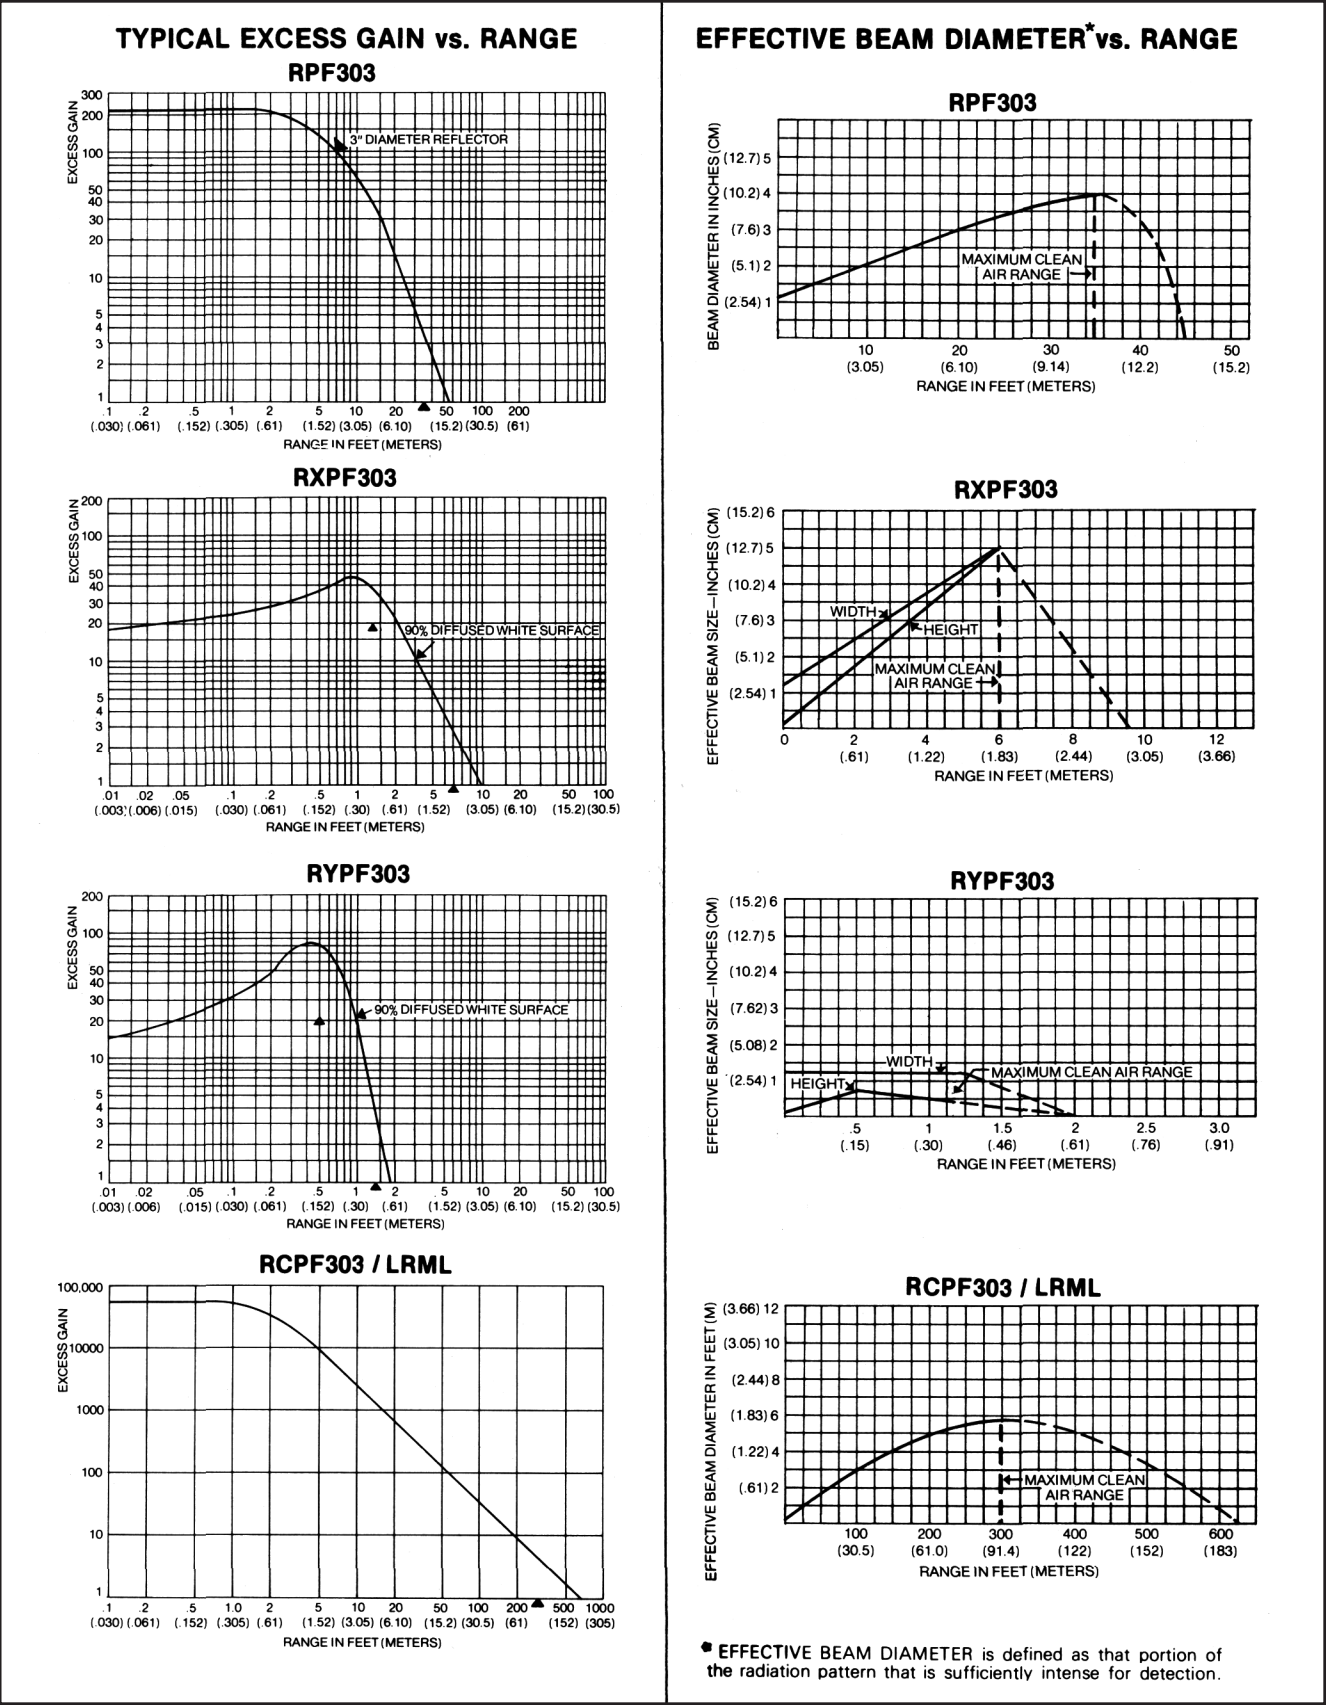 TYPICAL EXCESS GAIN vs. RANGE
RPF303
EXCESS GAIN
300
200
100
50
40
30
20
10
5
4
3
2
1
3" DIAMETER REFLECTOR
.1 .2 .5 1 2 5 10 20 50 100 200
(.030) (.061) (.152) (.305) (.61) (1.52) (3.05) (6.10) (15.2) (30.5) (61)
RANGE IN FEET (METERS)
RXPF303
EXCESS GAIN
200
100
50
40
30
20
10
5
4
3
2
1
90% DIFFUSED WHITE SURFACE
.01 .02 .05 .1 .2 .5 1 2 5 10 20 50 100
(.003) (.006) (.015) (.030) (.061) (.152) (.30) (.61) (1.52) (3.05) (6.10) (15.2) (30.5)
RANGE IN FEET (METERS)
RYPF303
EXCESS GAIN
200
100
50
40
30
20
10
5
4
3
2
1
90% DIFFUSED WHITE SURFACE
.01 .02 .05 .1 .2 .5 1 2 5 10 20 50 100
(.003) (.006) (.015) (.030) (.061) (.152) (.30) (.61) (1.52) (3.05) (6.10) (15.2) (30.5)
RANGE IN FEET (METERS)
RCPF303 / LRML
EXCESS GAIN
100,000
10000
1000
100
10
1
.1 .2 .5 1.0 2 5 10 20 50 100 200 500 1000
(.030) (.061) (.152) (.305) (.61) (1.52) (3.05) (6.10) (15.2) (30.5) (61) (152) (305)
RANGE IN FEET (METERS)
EFFECTIVE BEAM DIAMETER* vs. RANGE
RPF303
BEAM DIAMETER IN INCHES (CM)
(12.7) 5
(10.2) 4
(7.6) 3
(5.1) 2
(2.54) 1
MAXIMUM CLEAN
AIR RANGE
10 20 30 40 50
(3.05) (6.10) (9.14) (12.2) (15.2)
RANGE IN FEET (METERS)
RXPF303
EFFECTIVE BEAM SIZE—INCHES (CM)
(15.2) 6
(12.7) 5
(10.2) 4
(7.6) 3
(5.1) 2
(2.54) 1
WIDTH
HEIGHT
MAXIMUM CLEAN
AIR RANGE
0 2 4 6 8 10 12
(.61) (1.22) (1.83) (2.44) (3.05) (3.66)
RANGE IN FEET (METERS)
RYPF303
EFFECTIVE BEAM SIZE—INCHES (CM)
(15.2) 6
(12.7) 5
(10.2) 4
(7.62) 3
(5.08) 2
(2.54) 1
WIDTH
MAXIMUM CLEAN AIR RANGE
HEIGHT
.5 1 1.5 2 2.5 3.0
(.15) (.30) (.46) (.61) (.76) (.91)
RANGE IN FEET (METERS)
RCPF303 / LRML
EFFECTIVE BEAM DIAMETER IN FEET (M)
(3.66) 12
(3.05) 10
(2.44) 8
(1.83) 6
(1.22) 4
(.61) 2
MAXIMUM CLEAN
AIR RANGE
100 200 300 400 500 600
(30.5) (61.0) (91.4) (122) (152) (183)
RANGE IN FEET (METERS)
* EFFECTIVE BEAM DIAMETER is defined as that portion of
the radiation pattern that is sufficiently intense for detection.